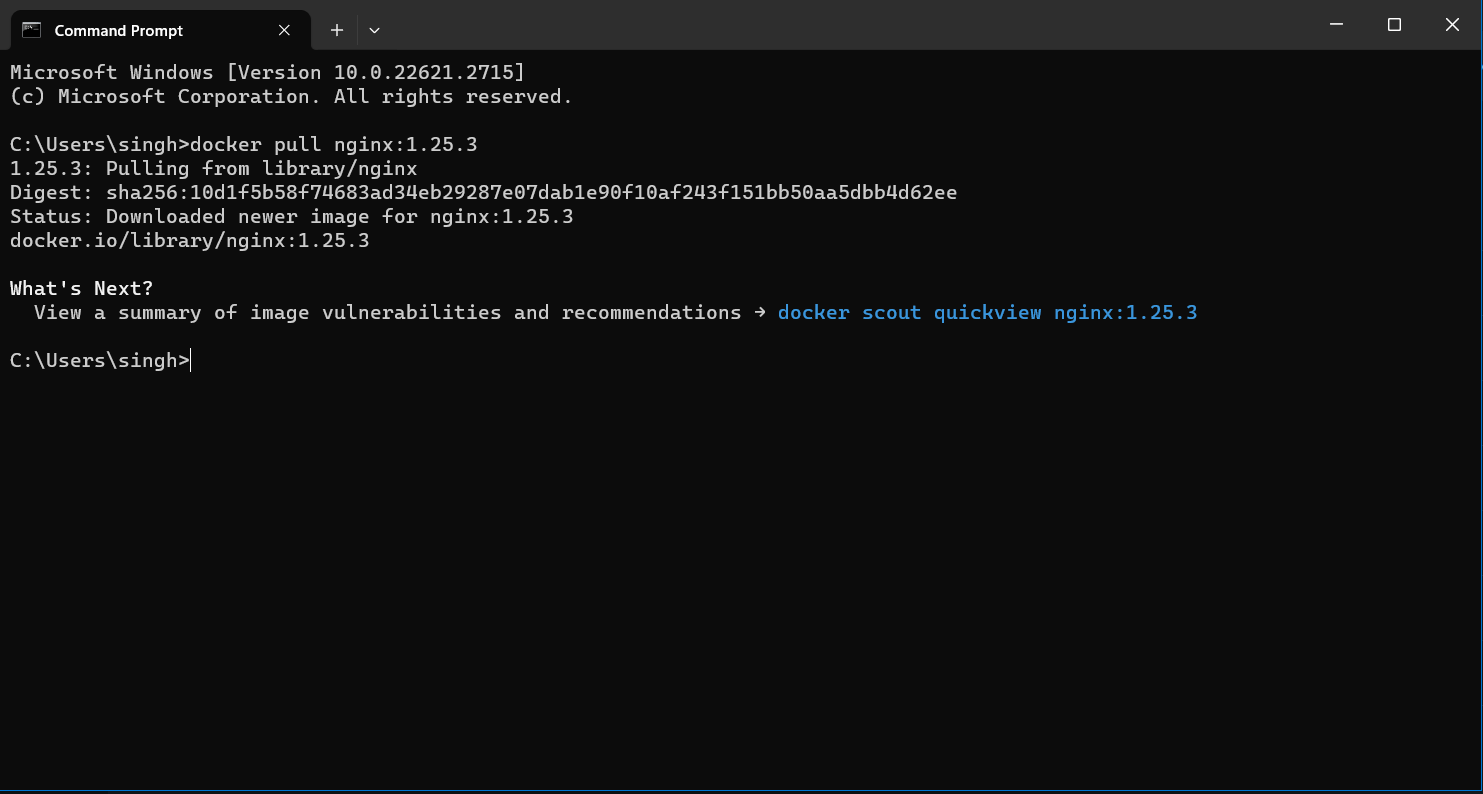 Command Prompt
Microsoft Windows [Version 10.0.22621.2715]
(c) Microsoft Corporation. All rights reserved.
C:\Users\singh>docker pull nginx:1.25.3
1.25.3: Pulling from library/nginx
Digest: sha256:10d1f5b58f74683ad34eb29287e07dab1e90f10af243f151bb50aa5dbb4d62ee
Status: Downloaded newer image for nginx:1.25.3
docker.io/library/nginx:1.25.3
What's Next?
  View a summary of image vulnerabilities and recommendations → docker scout quickview nginx:1.25.3
C:\Users\singh>